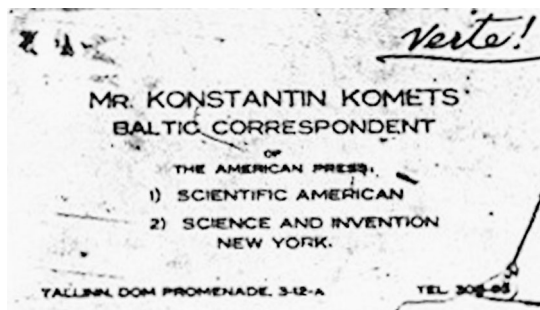 Verte!
MR. KONSTANTIN KOMETS
BALTIC CORRESPONDENT
OF
THE AMERICAN PRESS:
1) SCIENTIFIC AMERICAN
2) SCIENCE AND INVENTION
NEW YORK.
TALLINN, DOM PROMENADE, 3-12-A
TEL.